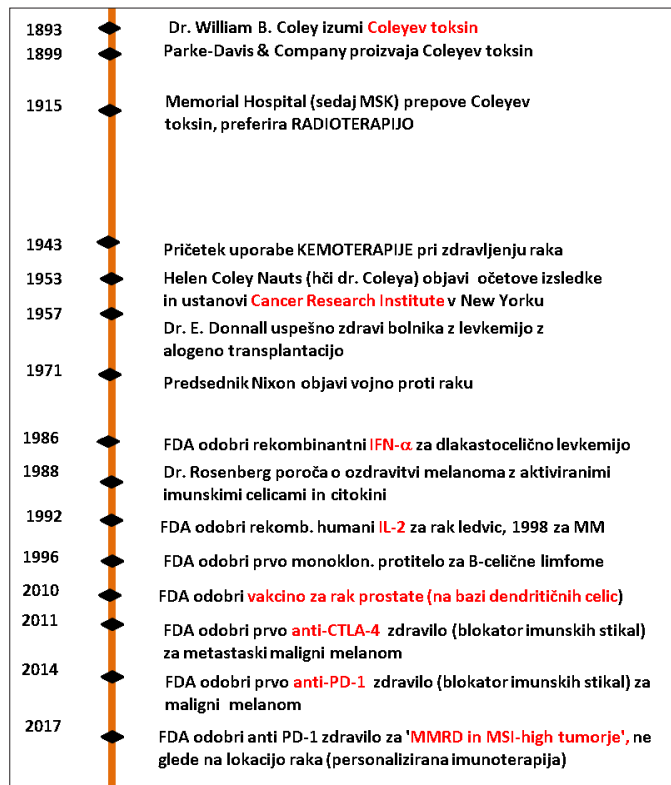 1893
Dr. William B. Coley izumi Coleyev toksin
1899
Parke-Davis & Company proizvaja Coleyev toksin
1915
Memorial Hospital (sedaj MSK) prepove Coleyev
toksin, preferira RADIOTERAPIJO
1943
Pričetek uporabe KEMOTERAPIJE pri zdravljenju raka
1953
Helen Coley Nauts (hči dr. Coleya) objavi očetove izsledke
in ustanovi Cancer Research Institute v New Yorku
1957
Dr. E. Donnall uspešno zdravi bolnika z levkemijo z
alogeno transplantacijo
1971
Predsednik Nixon objavi vojno proti raku
1986
FDA odobri rekombinantni IFN-α za dlakastocelično levkemijo
1988
Dr. Rosenberg poroča o ozdravitvi melanoma z aktiviranimi
imunskimi celicami in citokini
1992
FDA odobri rekomb. humani IL-2 za rak ledvic, 1998 za MM
1996
FDA odobri prvo monoklon. protitelo za B-celične limfome
2010
FDA odobri vakcino za rak prostate (na bazi dendritičnih celic)
2011
FDA odobri prvo anti-CTLA-4 zdravilo (blokator imunskih stikal)
za metastaski maligni melanom
2014
FDA odobri prvo anti-PD-1 zdravilo (blokator imunskih stikal) za
maligni melanom
2017
FDA odobri anti PD-1 zdravilo za 'MMRD in MSI-high tumorje', ne
glede na lokacijo raka (personalizirana imunoterapija)